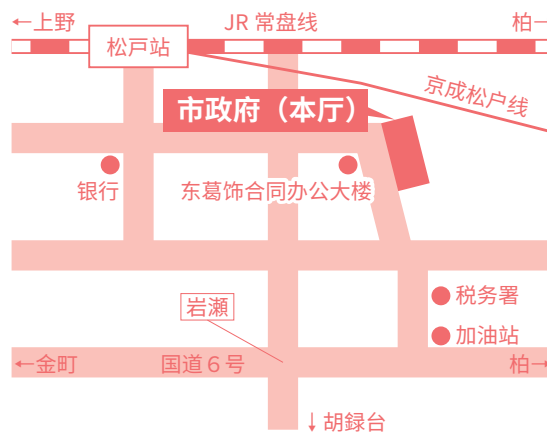 ←上野
JR 常盘线
柏→
松戸站
京成松户线
市政府（本厅）
银行
东葛饰合同办公大楼
税务署
岩瀬
加油站
←金町
国道６号
柏→
↓胡録台